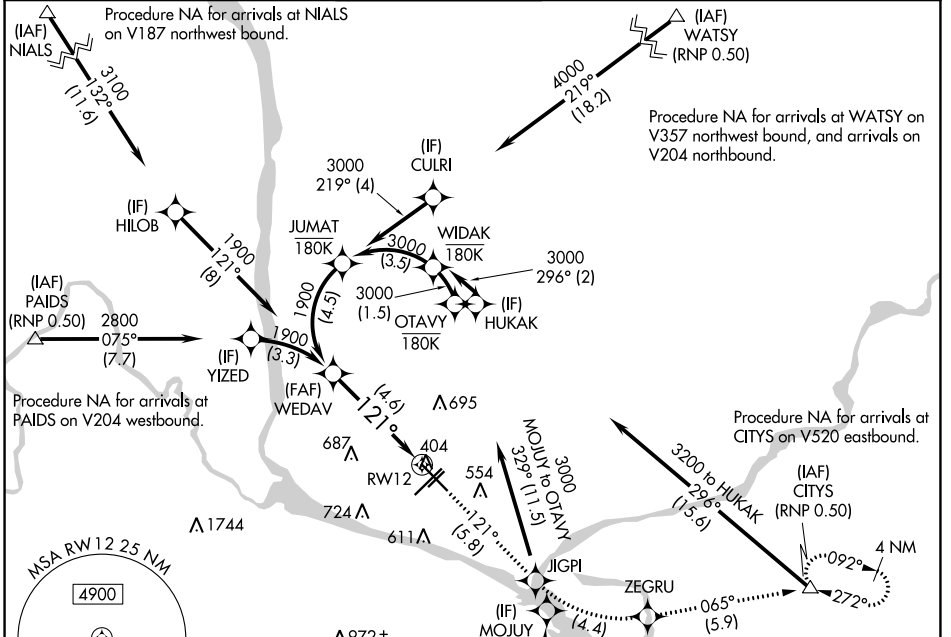 Procedure NA for arrivals at NIALS
on V187 northwest bound.
(IAF)
NIALS
3100
132°
(11.6)
(IAF)
WATSY
(RNP 0.50)
4000
219°
(18.2)
Procedure NA for arrivals at WATSY on
V357 northwest bound, and arrivals on
V204 northbound.
(IF)
CULRI
3000
219° (4)
(IF)
HILOB
1900
121°
(8)
JUMAT
180K
3000
(3.5)
WIDAK
180K
3000
296° (2)
1900
(4.5)
3000
(1.5)
OTAVY
180K
(IF)
HUKAK
(IAF)
PAIDS
(RNP 0.50)
2800
075°
(7.7)
(IF)
YIZED
1900
(3.3)
(FAF)
WEDAV
Procedure NA for arrivals at
PAIDS on V204 westbound.
(4.6)
121°
695
687
404
RW12
554
724
611
1744
121°
(5.8)
3000
MOJUY to OTAVY
329° (11.5)
Procedure NA for arrivals at
CITYS on V520 eastbound.
3200 to HUKAK
296°
(15.6)
(IAF)
CITYS
(RNP 0.50)
4 NM
092°
272°
JIGPI
ZEGRU
065°
(5.9)
(IF)
MOJUY
(4.4)
MSA RW12 25 NM
4900
972±